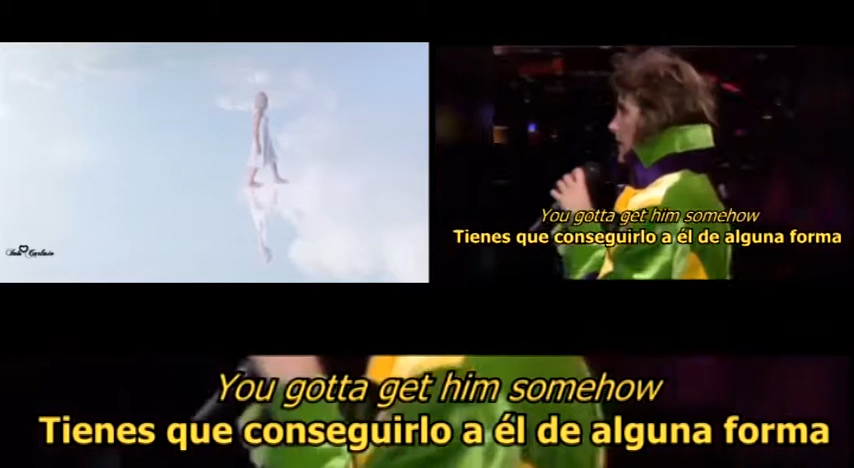 You gotta get him somehow
Tienes que conseguirlo a él de alguna forma
You gotta get him somehow
Tienes que conseguirlo a él de alguna forma